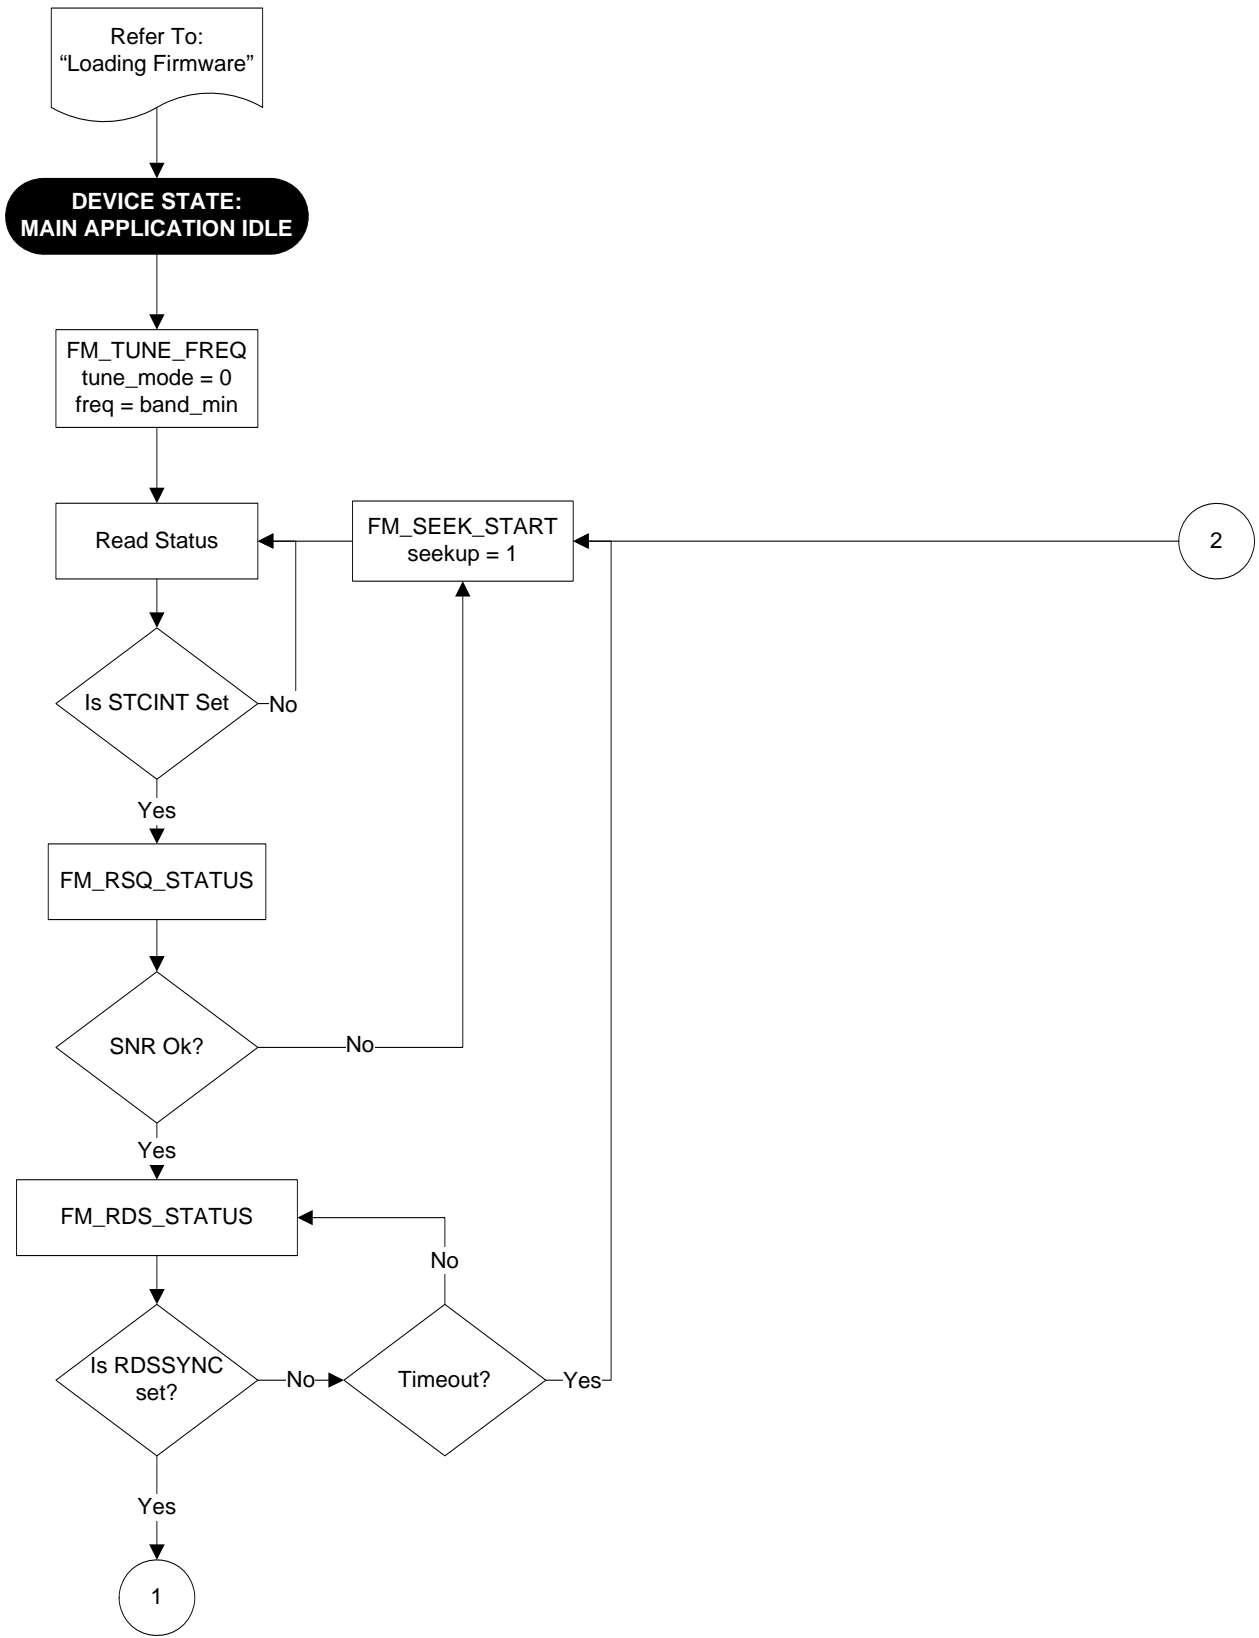 Refer To:
“Loading Firmware”
DEVICE STATE:
MAIN APPLICATION IDLE
FM_TUNE_FREQ
tune_mode = 0
freq = band_min
Read Status
FM_SEEK_START
seekup = 1
2
Is STCINT Set
No
Yes
FM_RSQ_STATUS
SNR Ok?
No
Yes
FM_RDS_STATUS
No
Is RDSSYNC
set?
No
Timeout?
Yes
Yes
1